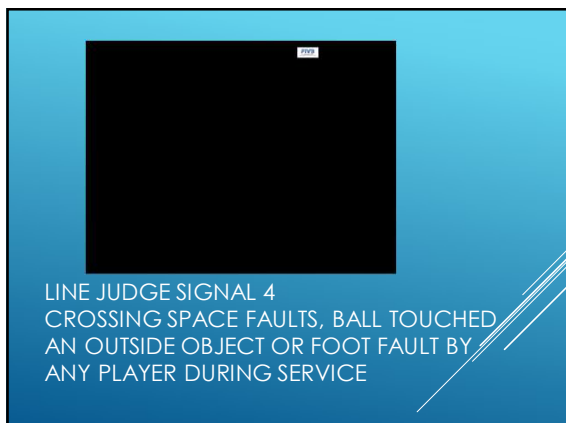 FIVB
LINE JUDGE SIGNAL 4
CROSSING SPACE FAULTS, BALL TOUCHED
AN OUTSIDE OBJECT OR FOOT FAULT BY
ANY PLAYER DURING SERVICE